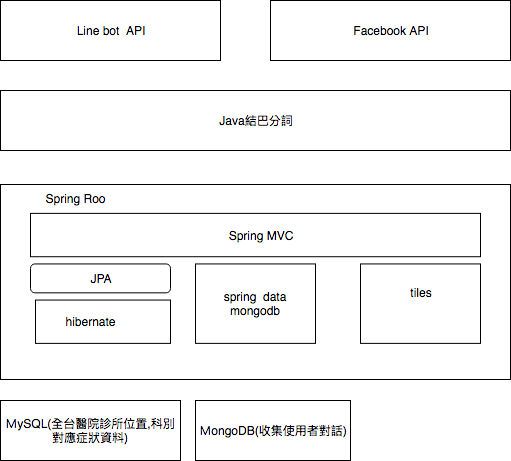 Line bot  API
Facebook API
Java結巴分詞
Spring Roo
Spring MVC
JPA
hibernate
spring  data
mongodb
tiles
MySQL(全台醫院診所位置,科別
對應症狀資料)
MongoDB(收集使用者對話)